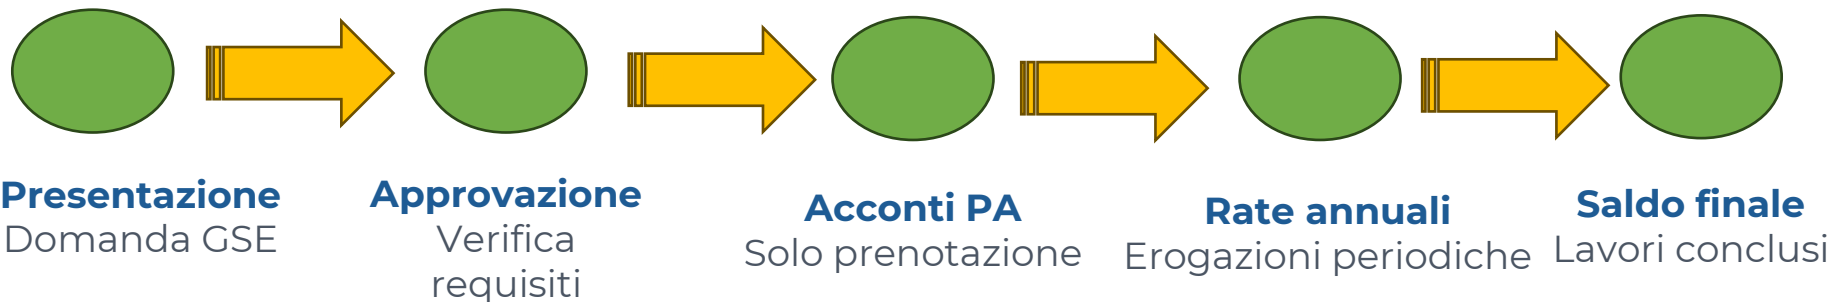 Presentazione
Domanda GSE
Approvazione
Verifica
requisiti
Acconti PA
Solo prenotazione
Rate annuali
Erogazioni periodiche
Saldo finale
Lavori conclusi